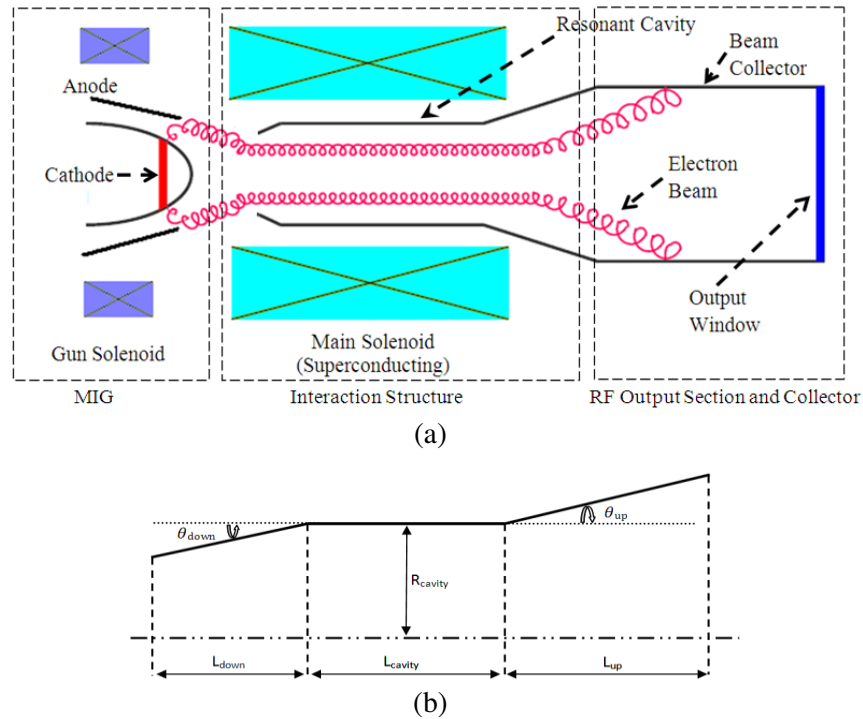 Resonant Cavity
Beam
Collector
Anode
Cathode
Electron
Beam
Output
Window
Gun Solenoid
Main Solenoid
(Superconducting)
MIG
Interaction Structure
RF Output Section and Collector
(a)
θdown
θup
Rcavity
Ldown
Lcavity
Lup
(b)